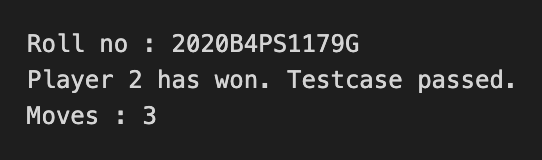 Roll no : 2020B4PS1179G
Player 2 has won. Testcase passed.
Moves : 3